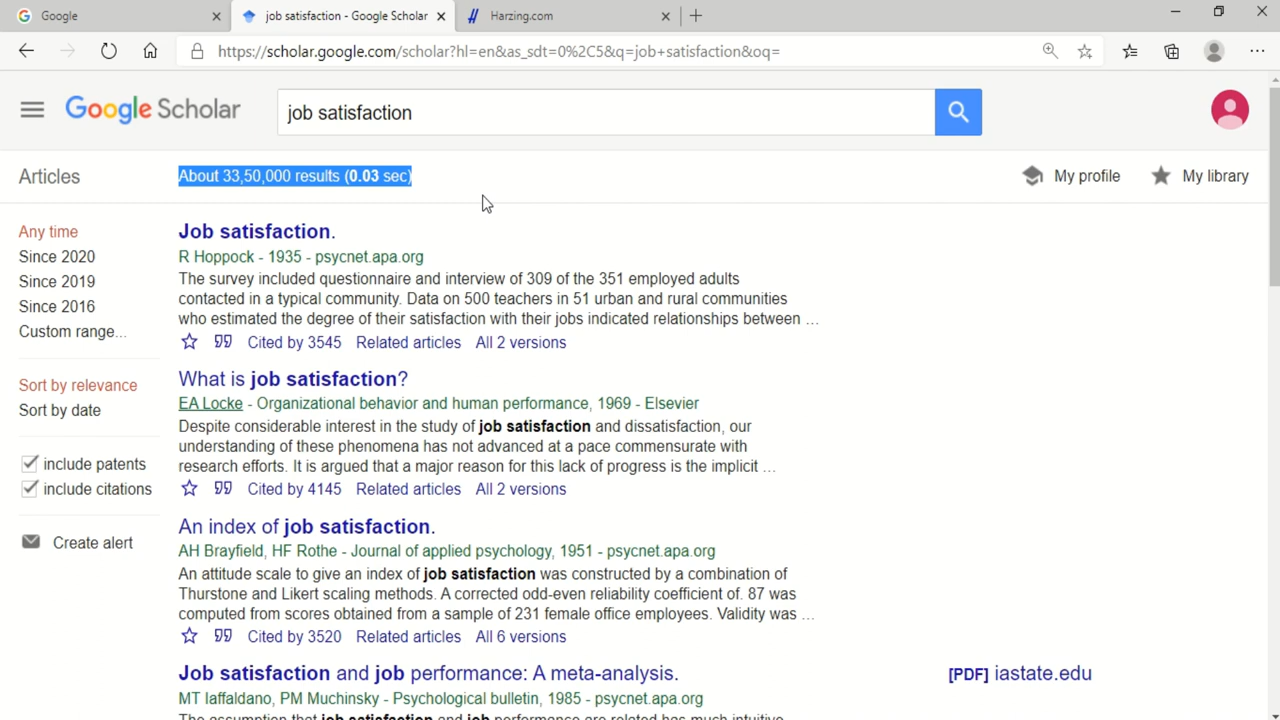 Google
job satisfaction - Google Scholar
Harzing.com
https://scholar.google.com/scholar?hl=en&as_sdt=0%2C5&q=job+satisfaction&oq=
Google Scholar
job satisfaction
Articles
About 33,50,000 results (0.03 sec)
My profile
My library
Any time
Since 2020
Since 2019
Since 2016
Custom range...
Sort by relevance
Sort by date
include patents
include citations
Create alert
Job satisfaction.
R Hoppock - 1935 - psycnet.apa.org
The survey included questionnaire and interview of 309 of the 351 employed adults
contacted in a typical community. Data on 500 teachers in 51 urban and rural communities
who estimated the degree of their satisfaction with their jobs indicated relationships between …
Cited by 3545 Related articles All 2 versions
What is job satisfaction?
EA Locke - Organizational behavior and human performance, 1969 - Elsevier
Despite considerable interest in the study of job satisfaction and dissatisfaction, our
understanding of these phenomena has not advanced at a pace commensurate with
research efforts. It is argued that a major reason for this lack of progress is the implicit …
Cited by 4145 Related articles All 2 versions
An index of job satisfaction.
AH Brayfield, HF Rothe - Journal of applied psychology, 1951 - psycnet.apa.org
An attitude scale to give an index of job satisfaction was constructed by a combination of
Thurstone and Likert scaling methods. A corrected odd-even reliability coefficient of. 87 was
computed from scores obtained from a sample of 231 female office employees. Validity was …
Cited by 3520 Related articles All 6 versions
Job satisfaction and job performance: A meta-analysis.
[PDF] iastate.edu
MT Iaffaldano, PM Muchinsky - Psychological bulletin, 1985 - psycnet.apa.org
The assumption that job satisfaction and job performance are related has much intuitive